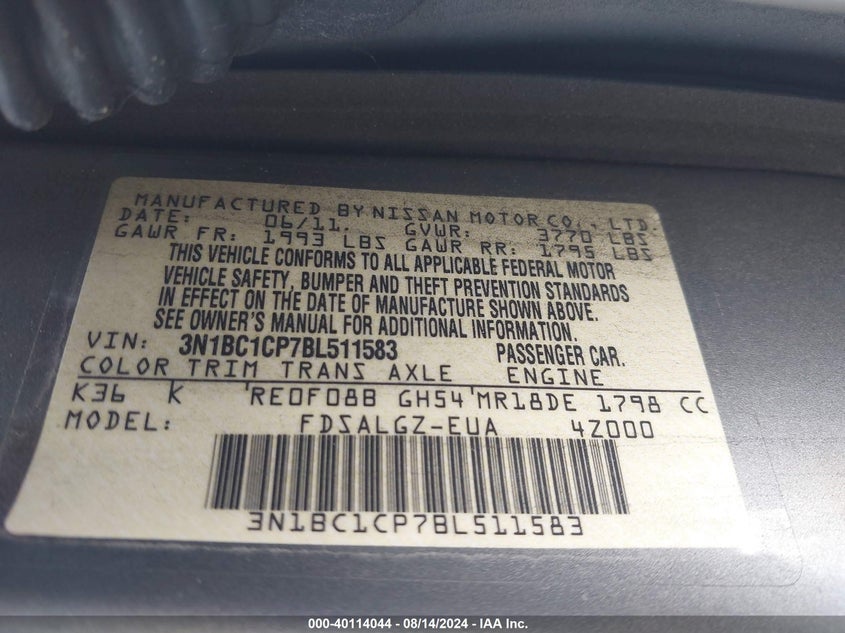 MANUFACTURED BY NISSAN MOTOR CO., LTD.
DATE: 06/11. GVWR: 3770 LBS
GAWR FR: 1993 LBS GAWR RR: 1795 LBS
THIS VEHICLE CONFORMS TO ALL APPLICABLE FEDERAL MOTOR
VEHICLE SAFETY, BUMPER AND THEFT PREVENTION STANDARDS
IN EFFECT ON THE DATE OF MANUFACTURE SHOWN ABOVE.
SEE OWNER'S MANUAL FOR ADDITIONAL INFORMATION.
VIN: 3N1BC1CP7BL511583 PASSENGER CAR.
COLOR TRIM TRANS AXLE ENGINE
K36 K 'RE0F08B GH54'MR18DE 1798 CC
MODEL: FDSALGZ-EUA 4Z000
3N1BC1CP7BL511583
000-40114044 - 08/14/2024 - IAA Inc.